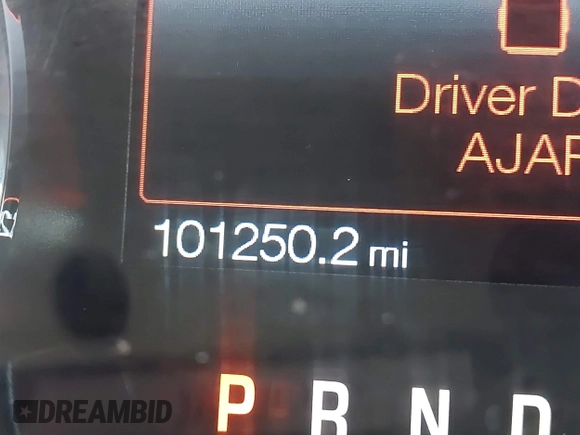 Driver D
AJAR
101250.2 mi
P R N D
DREAMBID